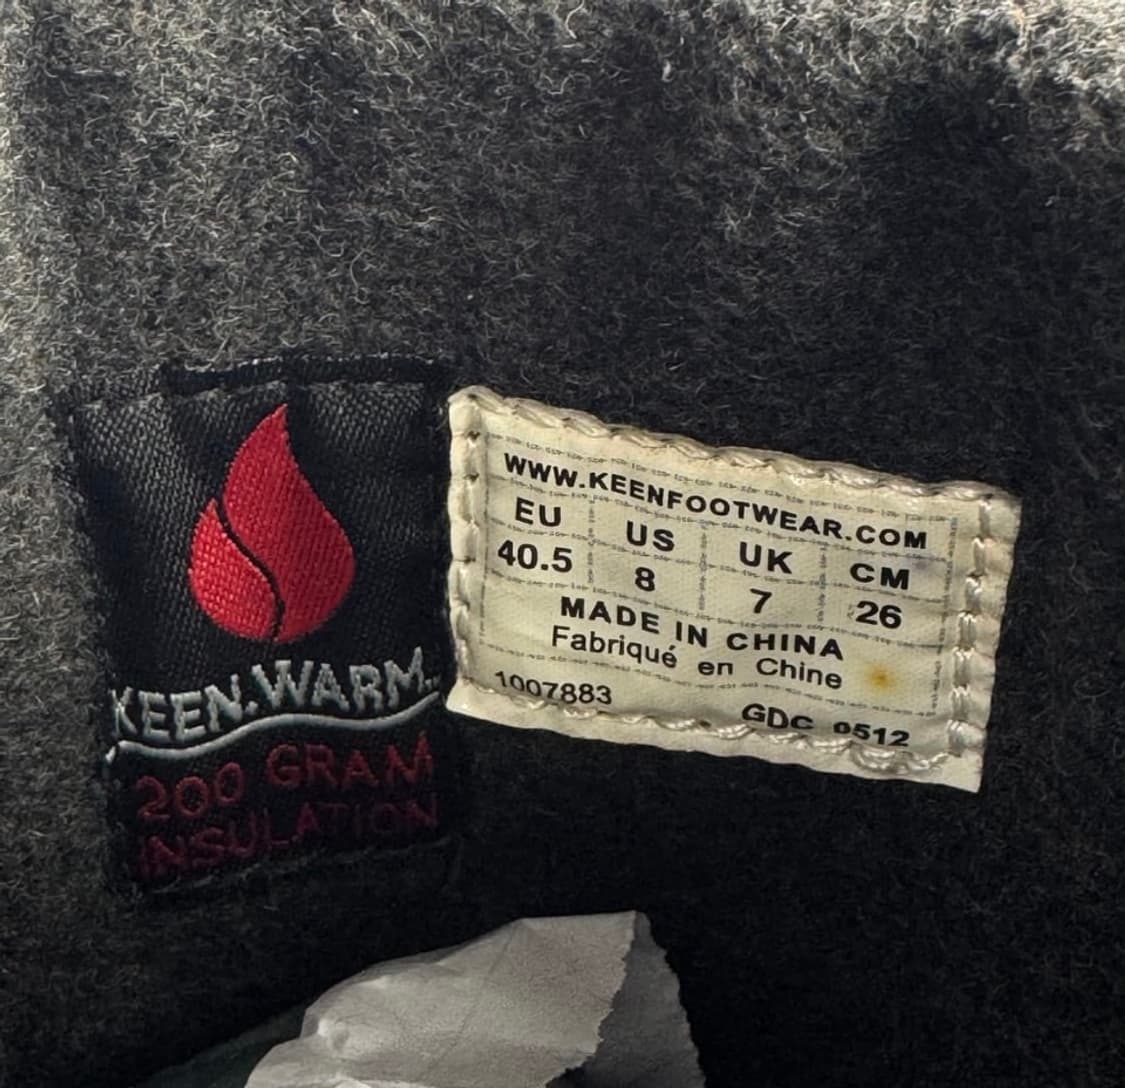 KEEN.WARM.
200 GRAM
INSULATION
WWW.KEENFOOTWEAR.COM
EU US UK CM
40.5 8 7 26
MADE IN CHINA
Fabriqué en Chine
1007883 GDC 0512